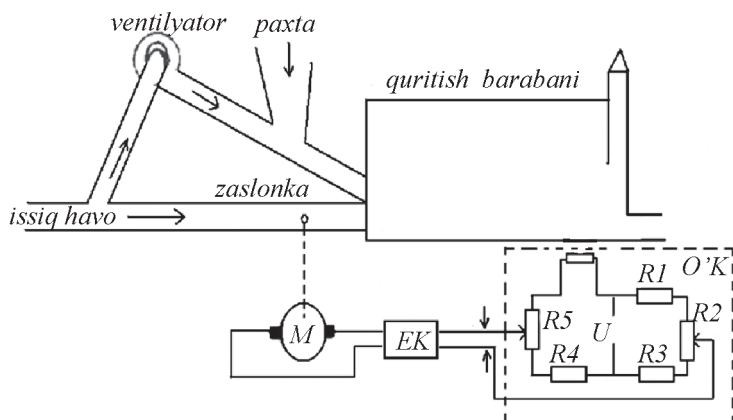 ventilyator
paxta
quritish barabani
zaslonka
issiq havo
O'K
R1
R2
R5
U
M
EK
R4
R3